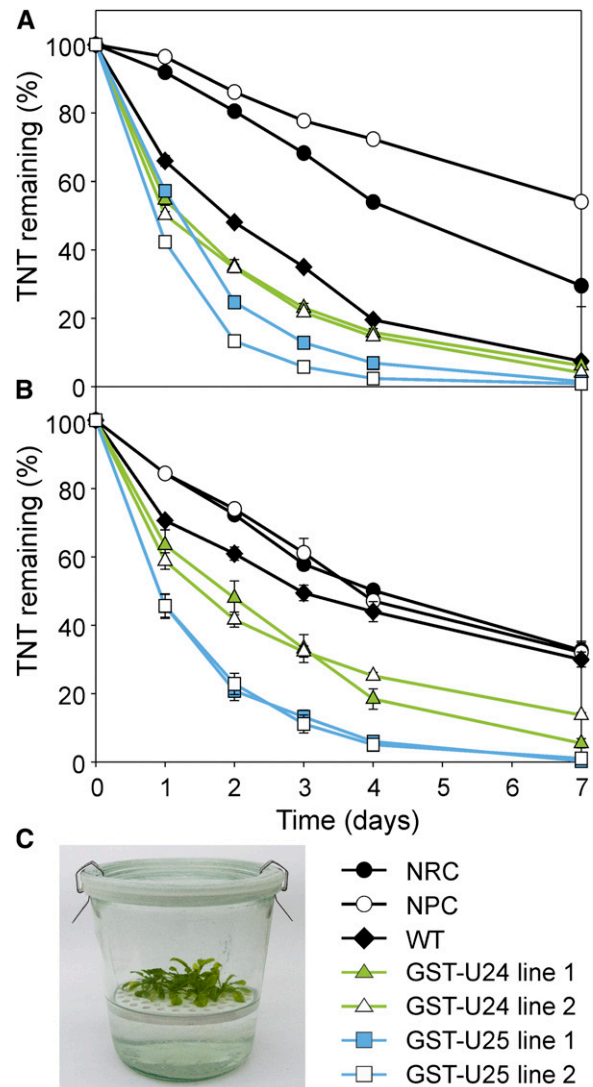 A
TNT remaining (%)
100
80
60
40
20
0
B
TNT remaining (%)
100
80
60
40
20
0
0 1 2 3 4 5 6 7
Time (days)
C
NRC
NPC
WT
GST-U24 line 1
GST-U24 line 2
GST-U25 line 1
GST-U25 line 2